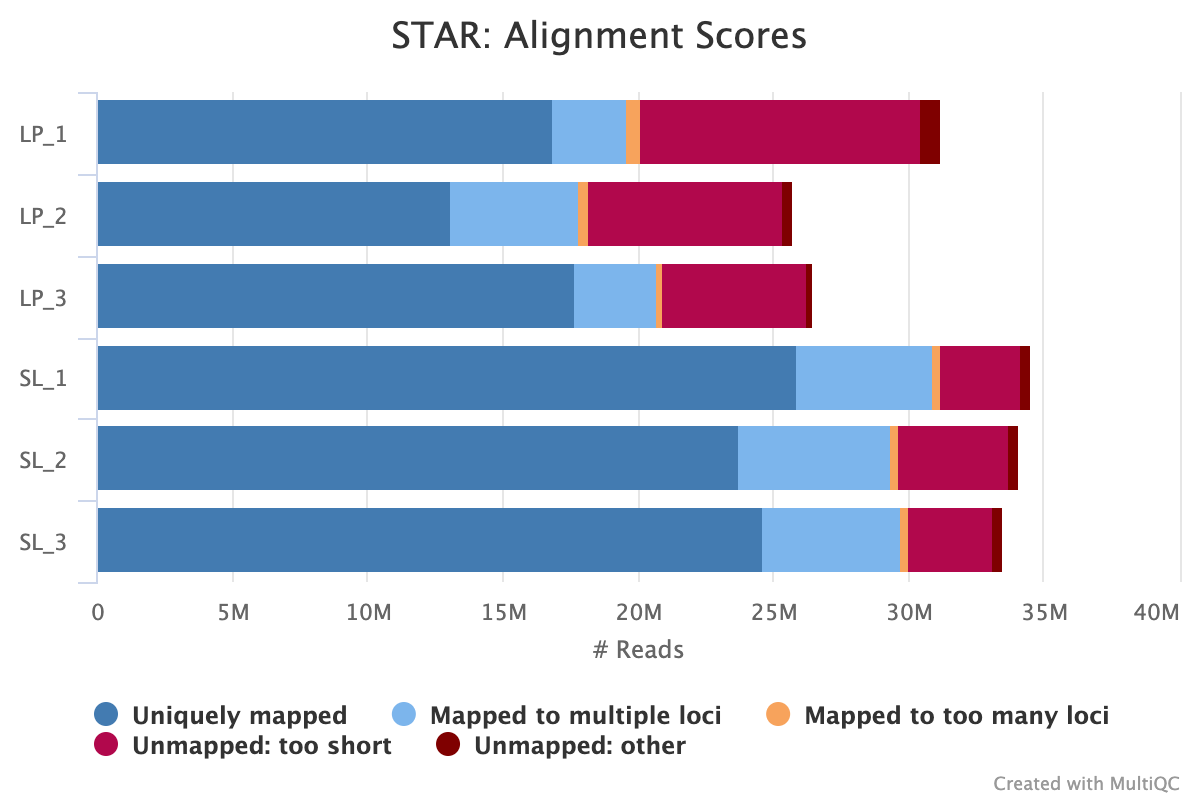 STAR: Alignment Scores
LP_1
LP_2
LP_3
SL_1
SL_2
SL_3
0 5M 10M 15M 20M 25M 30M 35M 40M
# Reads
Uniquely mapped Mapped to multiple loci Mapped to too many loci
Unmapped: too short Unmapped: other
Created with MultiQC